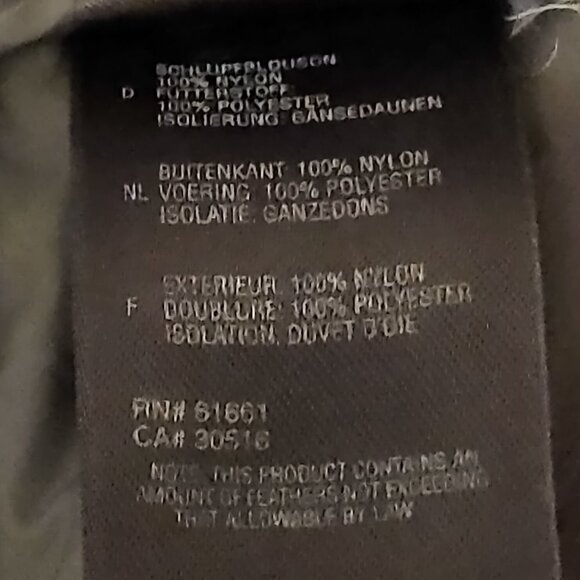 SCHLUPFBLOUSON
100% NYLON
D FUTTERSTOFF
100% POLYESTER
ISOLIERUNG: GÄNSEDAUNEN
BUITENKANT 100% NYLON
NL VOERING: 100% POLYESTER
ISOLATIE: GANZEDONS
EXTERIEUR: 100% NYLON
F DOUBLURE: 100% POLYESTER
ISOLATION: DUVET D'OIE
RN# 61661
CA# 30516
NOTE: THIS PRODUCT CONTAINS AN
AMOUNT OF FEATHERS NOT EXCEEDING
THAT ALLOWABLE BY LAW